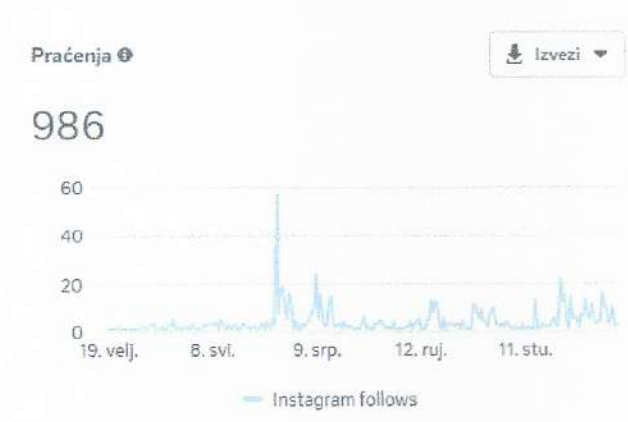 Praćenja
Izvezi
986
60
40
20
0
19. velj.
8. svi.
9. srp.
12. ruj.
11. stu.
Instagram follows